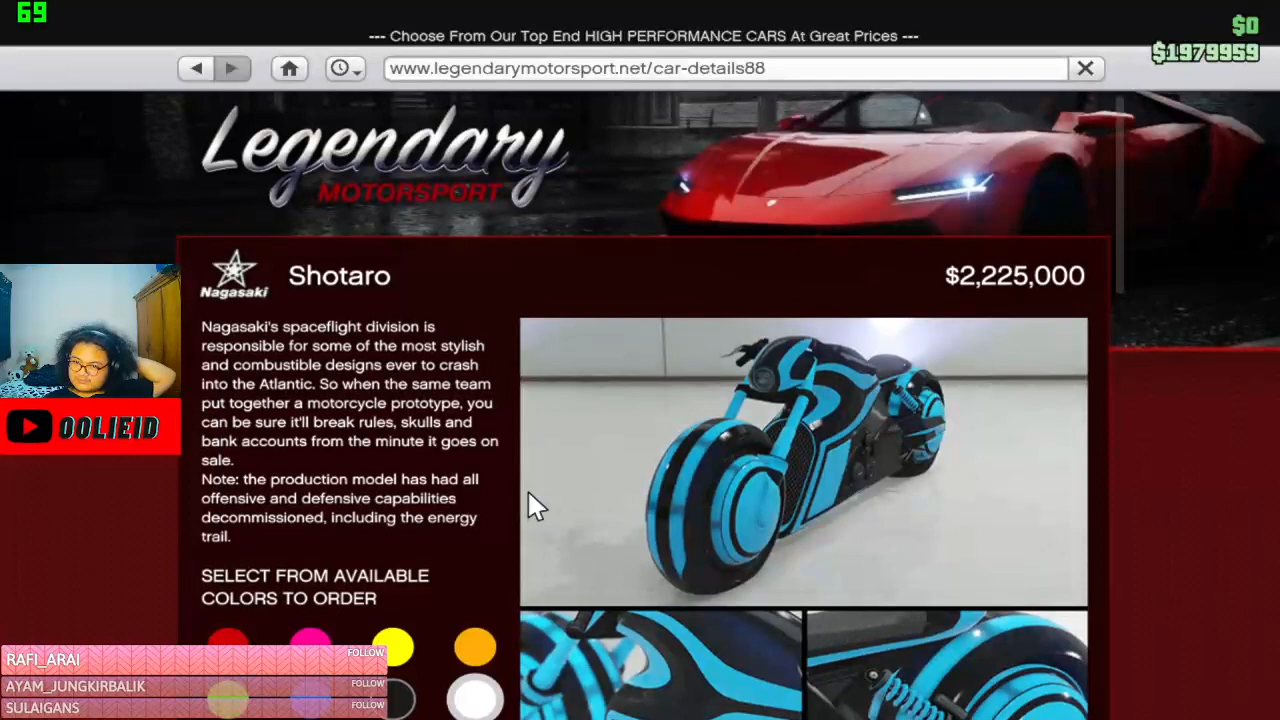 69
--- Choose From Our Top End HIGH PERFORMANCE CARS At Great Prices ---
$0
$1979959
www.legendarymotorsport.net/car-details88
Legendary
MOTORSPORT
Nagasaki
Shotaro
$2,225,000
Nagasaki's spaceflight division is
responsible for some of the most stylish
and combustible designs ever to crash
into the Atlantic. So when the same team
put together a motorcycle prototype, you
can be sure it'll break rules, skulls and
bank accounts from the minute it goes on
sale.
Note: the production model has had all
offensive and defensive capabilities
decommissioned, including the energy
trail.
SELECT FROM AVAILABLE
COLORS TO ORDER
OOLIEID
RAFI_ARAI FOLLOW
AYAM_JUNGKIRBALIK FOLLOW
SULAIGANS FOLLOW